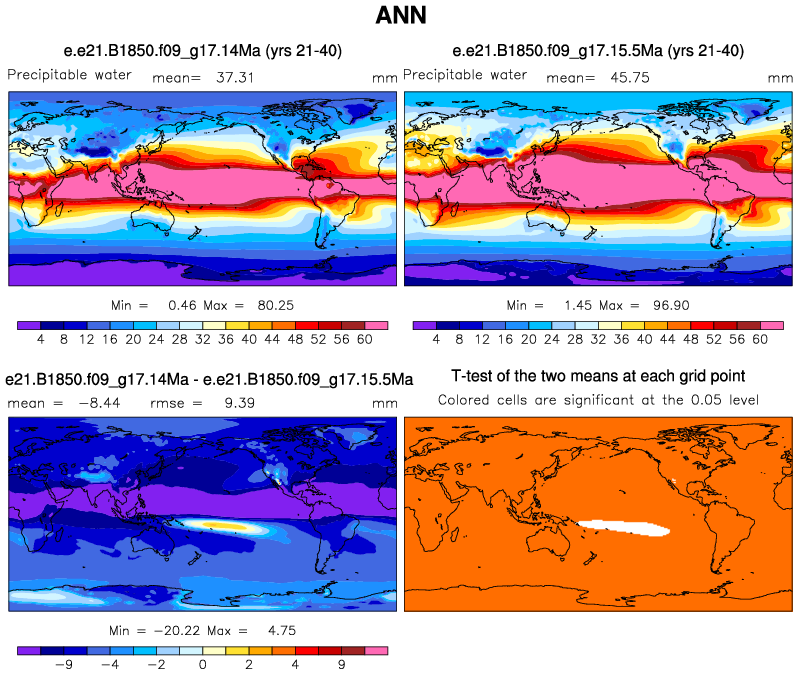 ANN
e.e21.B1850.f09_g17.14Ma (yrs 21-40)
Precipitable water mean= 37.31 mm
Min = 0.46 Max = 80.25
4 8 12 16 20 24 28 32 36 40 44 48 52 56 60
e.e21.B1850.f09_g17.15.5Ma (yrs 21-40)
Precipitable water mean= 45.75 mm
Min = 1.45 Max = 96.90
4 8 12 16 20 24 28 32 36 40 44 48 52 56 60
e21.B1850.f09_g17.14Ma - e.e21.B1850.f09_g17.15.5Ma
mean = -8.44 rmse = 9.39 mm
Min = -20.22 Max = 4.75
-9 -4 -2 0 2 4 9
T-test of the two means at each grid point
Colored cells are significant at the 0.05 level